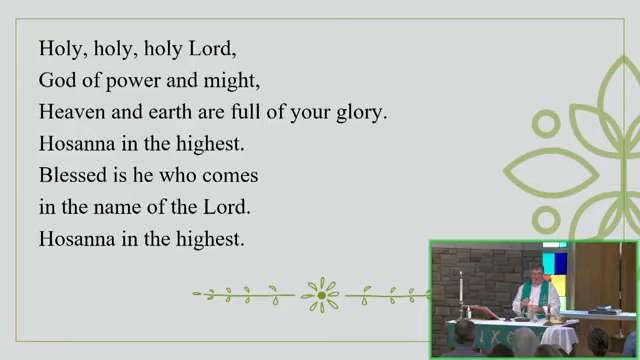 Holy, holy, holy Lord,
God of power and might,
Heaven and earth are full of your glory.
Hosanna in the highest.
Blessed is he who comes
in the name of the Lord.
Hosanna in the highest.